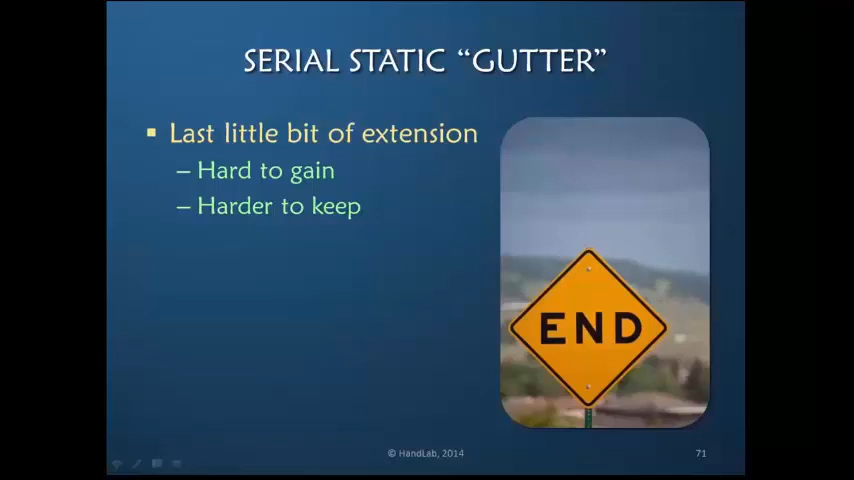 SERIAL STATIC “GUTTER”
▪ Last little bit of extension
– Hard to gain
– Harder to keep
END
© HandLab, 2014
71